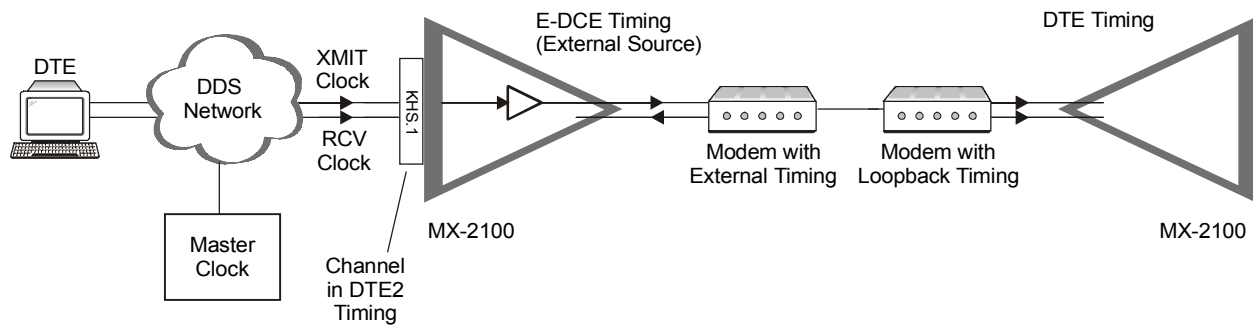 DTE
DDS
Network
Master
Clock
XMIT
Clock
RCV
Clock
KHS.1
Channel
in DTE2
Timing
E-DCE Timing
(External Source)
MX-2100
Modem with
External Timing
Modem with
Loopback Timing
DTE Timing
MX-2100